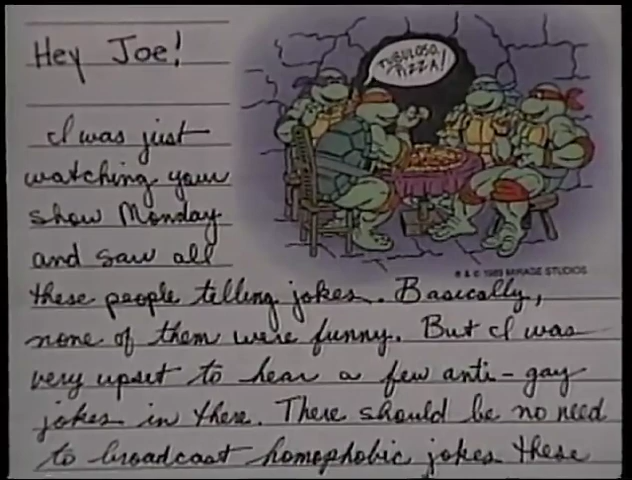 Hey Joe!
TUBULOSO
PIZZA!
I was just
watching your
show Monday
and saw all
® & © 1989 MIRAGE STUDIOS
these people telling jokes. Basically,
none of them were funny. But I was
very upset to hear a few anti-gay
jokes in there. There should be no need
to broadcast homophobic jokes these